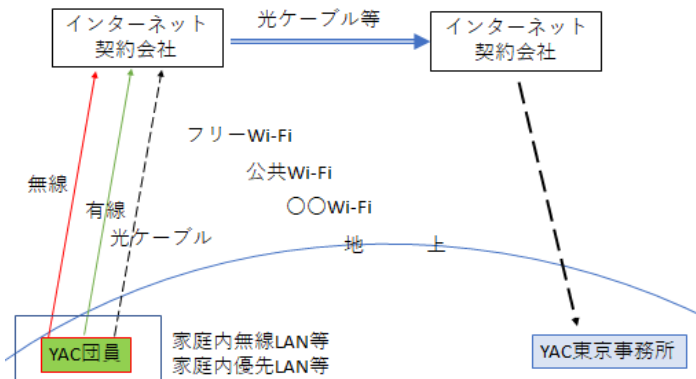 インターネット
契約会社
光ケーブル等
インターネット
契約会社
フリーWi-Fi
公共Wi-Fi
〇〇Wi-Fi
無線
有線
光ケーブル
地　上
YAC団員
家庭内無線LAN等
家庭内優先LAN等
YAC東京事務所